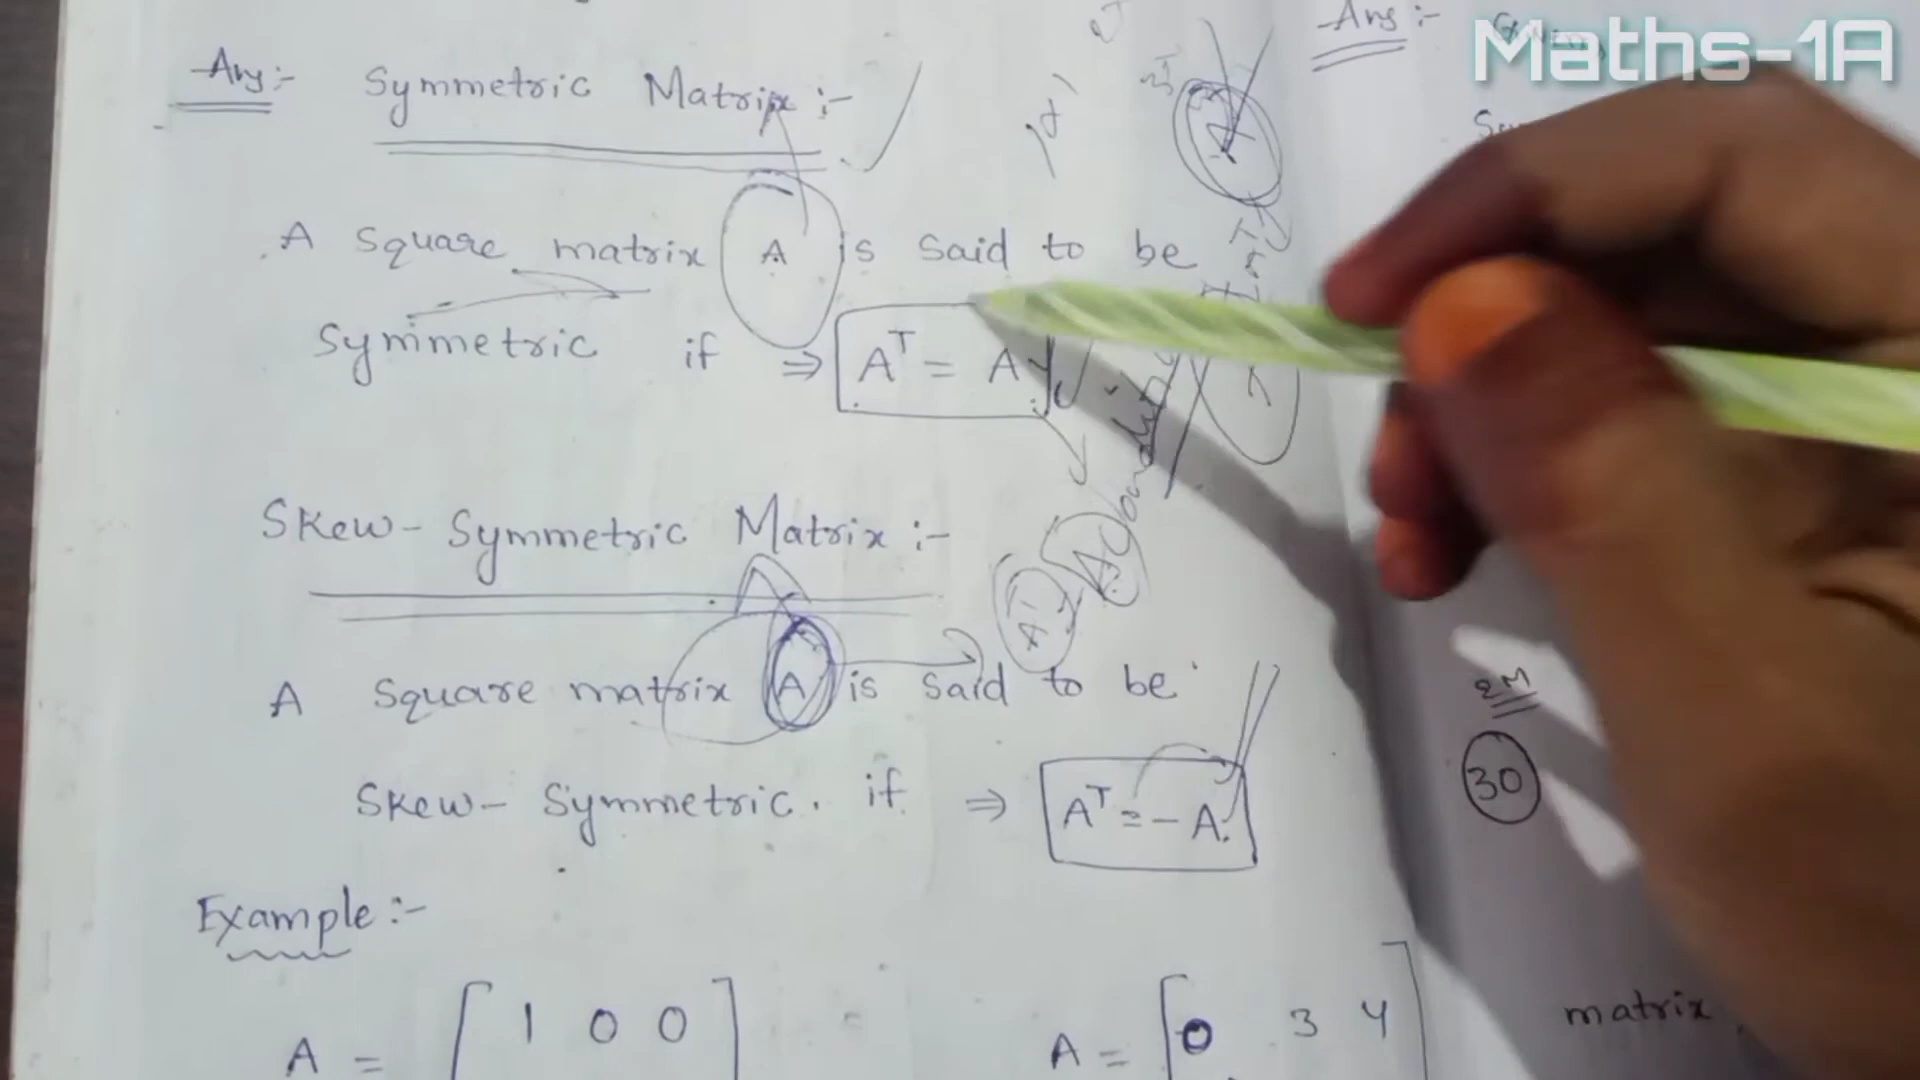 Maths-1A
Ans:-
Symmetric Matrix :-
A square matrix A is said to be
Symmetric if ⇒ Aᵀ = A
Skew-Symmetric Matrix :-
A square matrix A is said to be
Skew-Symmetric. if ⇒ Aᵀ = -A.
Example :-
A = [ 1 0 0 ]
A = [ 0 3 4 ]
Ans :-
2M
30
matrix